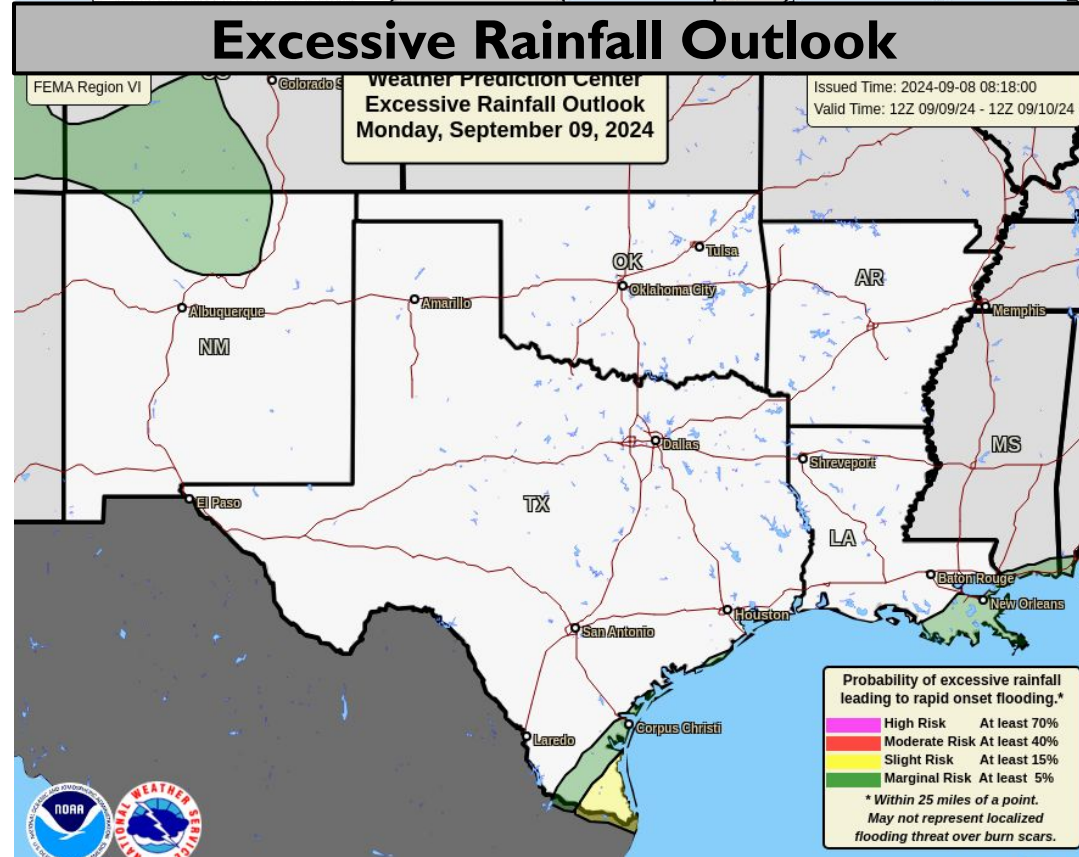 Excessive Rainfall Outlook
FEMA Region VI
Weather Prediction Center
Excessive Rainfall Outlook
Monday, September 09, 2024
Issued Time: 2024-09-08 08:18:00
Valid Time: 12Z 09/09/24 - 12Z 09/10/24
Colorado S
Tulsa
OK
Oklahoma City
AR
Albuquerque
Amarillo
Memphis
NM
Dallas
MS
Shreveport
El Paso
TX
LA
Baton Rouge
New Orleans
Houston
San Antonio
Corpus Christi
Laredo
Probability of excessive rainfall
leading to rapid onset flooding.*
High Risk At least 70%
Moderate Risk At least 40%
Slight Risk At least 15%
Marginal Risk At least 5%
* Within 25 miles of a point.
May not represent localized
flooding threat over burn scars.
NOAA
NATIONAL WEATHER SERVICE